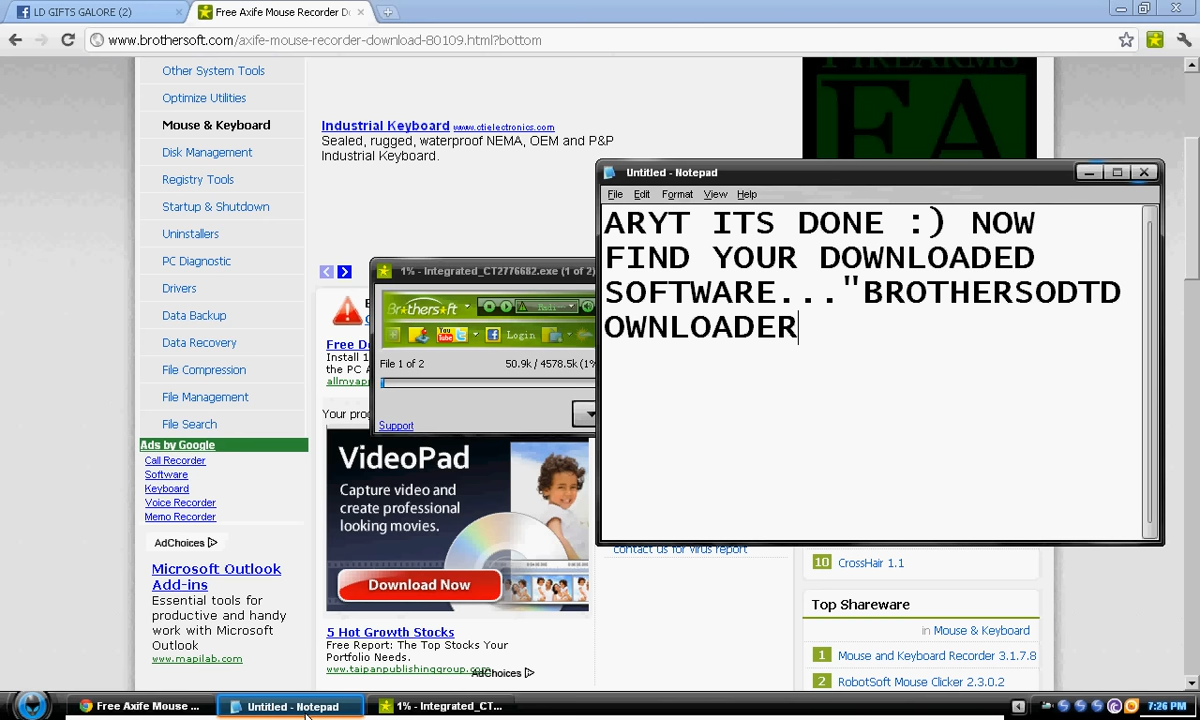 LD GIFTS GALORE (2)
Free Axife Mouse Recorder D
www.brothersoft.com/axife-mouse-recorder-download-80109.html?bottom
Other System Tools
Optimize Utilities
Mouse & Keyboard
Disk Management
Registry Tools
Startup & Shutdown
Uninstallers
PC Diagnostic
Drivers
Data Backup
Data Recovery
File Compression
File Management
File Search
Ads by Google
Call Recorder
Software
Keyboard
Voice Recorder
Memo Recorder
AdChoices
Microsoft Outlook
Add-ins
Essential tools for
productive and handy
work with Microsoft
Outlook
www.mapilab.com
Industrial Keyboard www.ctielectronics.com
Sealed, rugged, waterproof NEMA, OEM and P&P
Industrial Keyboard.
FIREARMS
EA
Free D
Install 1
the PC A
allmyap
Your pro
1% - Integrated_CT2776682.exe (1 of 2)
Brothersoft
Mali
You Tube
Login
File 1 of 2
50.9k / 4578.5k (1%
Support
Untitled - Notepad
File Edit Format View Help
ARYT ITS DONE :) NOW
FIND YOUR DOWNLOADED
SOFTWARE..."BROTHERSODTD
OWNLOADER
VideoPad
Capture video and
create professional
looking movies.
Download Now
5 Hot Growth Stocks
Free Report: The Top Stocks Your
Portfolio Needs.
www.taipanpublishinggroup.com
AdChoices
contact us for virus report
10 CrossHair 1.1
Top Shareware
in Mouse & Keyboard
1 Mouse and Keyboard Recorder 3.1.7.8
2 RobotSoft Mouse Clicker 2.3.0.2
Free Axife Mouse ...
Untitled - Notepad
1% - Integrated_CT...
7:26 PM